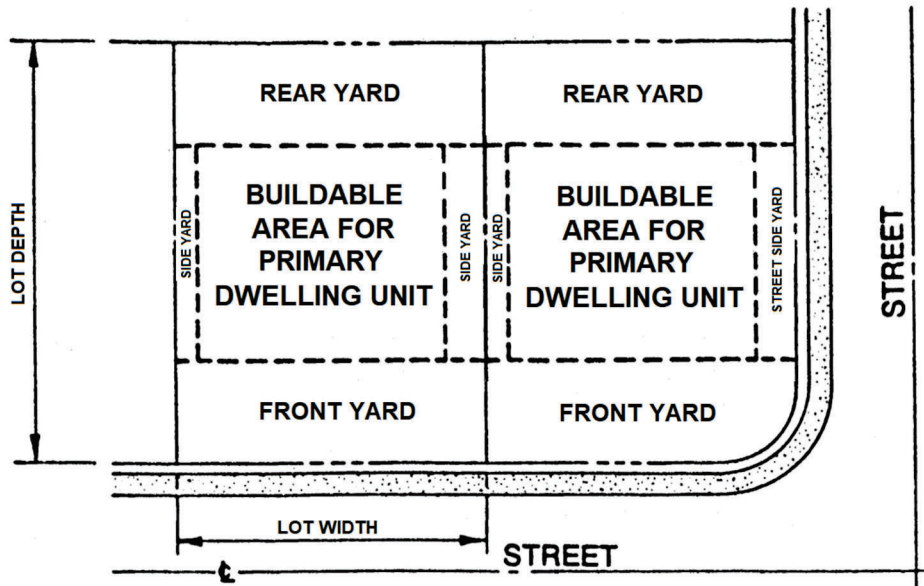 REAR YARD
REAR YARD
LOT DEPTH
SIDE YARD
BUILDABLE
AREA FOR
PRIMARY
DWELLING UNIT
SIDE YARD
SIDE YARD
BUILDABLE
AREA FOR
PRIMARY
DWELLING UNIT
STREET SIDE YARD
STREET
FRONT YARD
FRONT YARD
LOT WIDTH
STREET
℄